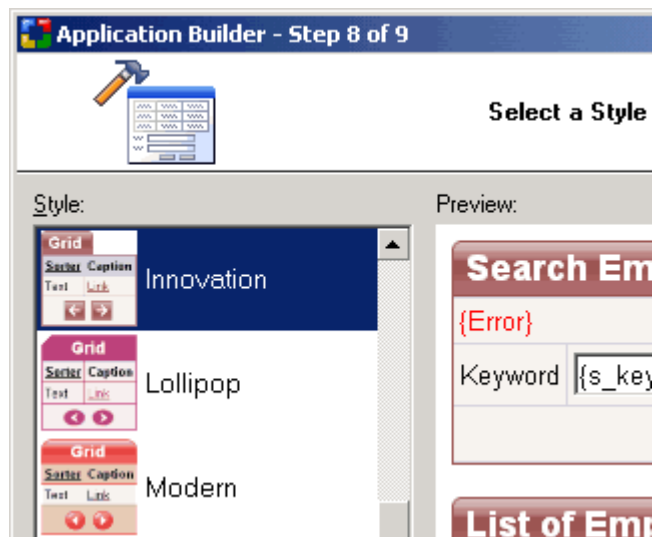 Application Builder - Step 8 of 9
Select a Style
Style:
Preview:
Grid
Sorter Caption
Text Link
Innovation
Grid
Sorter Caption
Text Link
Lollipop
Grid
Sorter Caption
Text Link
Modern
Search Em
{Error}
Keyword {s_key
List of Emp